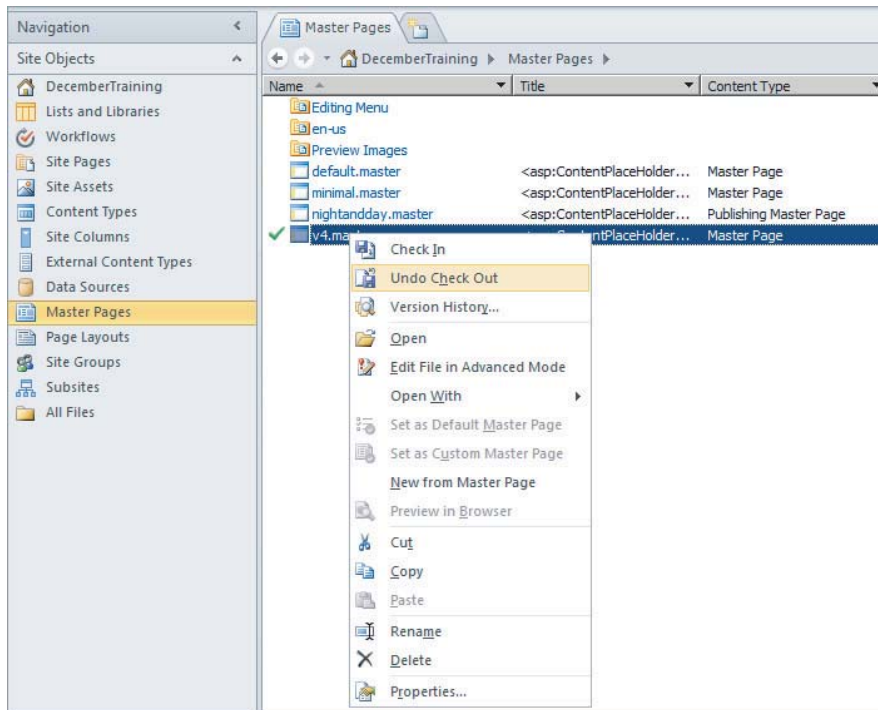 Navigation
Site Objects
DecemberTraining
Lists and Libraries
Workflows
Site Pages
Site Assets
Content Types
Site Columns
External Content Types
Data Sources
Master Pages
Page Layouts
Site Groups
Subsites
All Files
Master Pages
DecemberTraining Master Pages
Name Title Content Type
Editing Menu
en-us
Preview Images
default.master <asp:ContentPlaceHolder... Master Page
minimal.master <asp:ContentPlaceHolder... Master Page
nightandday.master <asp:ContentPlaceHolder... Publishing Master Page
ntPlaceHolder... Master Page
Check In
Undo Check Out
Version History...
Open
Edit File in Advanced Mode
Open With
Set as Default Master Page
Set as Custom Master Page
New from Master Page
Preview in Browser
Cut
Copy
Paste
Rename
Delete
Properties...